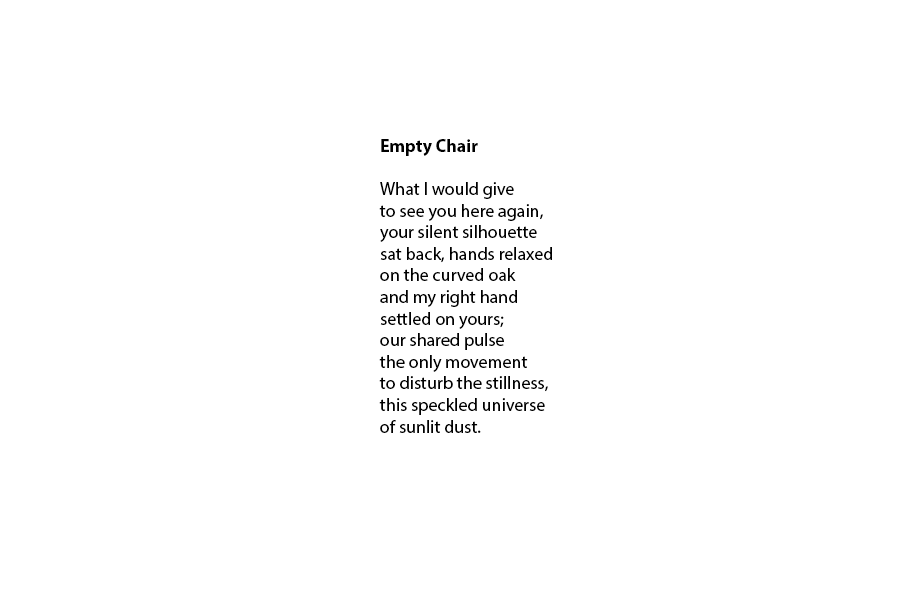 Empty Chair
What I would give
to see you here again,
your silent silhouette
sat back, hands relaxed
on the curved oak
and my right hand
settled on yours;
our shared pulse
the only movement
to disturb the stillness,
this speckled universe
of sunlit dust.